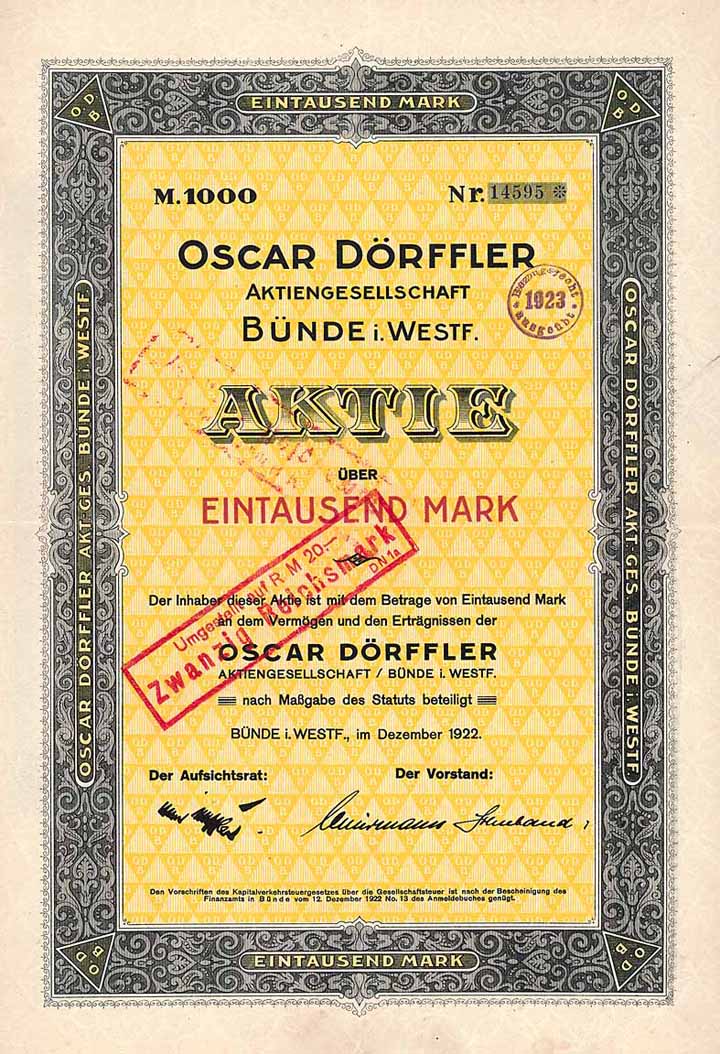 EINTAUSEND MARK
O.D.B
O.D.B
M.1000
Nr. 14595 *
OSCAR DÖRFFLER
AKTIENGESELLSCHAFT
BÜNDE i. WESTF.
Bezugsrecht
1923
ausgeübt
AKTIE
ÜBER
EINTAUSEND MARK
Umgestellt auf R M 20.—
Zwanzig Reichsmark
DN1a
Der Inhaber dieser Aktie ist mit dem Betrage von Eintausend Mark
an dem Vermögen und den Erträgnissen der
OSCAR DÖRFFLER
AKTIENGESELLSCHAFT / BÜNDE i. WESTF.
nach Maßgabe des Statuts beteiligt
BÜNDE i. WESTF., im Dezember 1922.
Der Aufsichtsrat:
Der Vorstand:
Den Vorschriften des Kapitalverkehrsteuergesetzes über die Gesellschaftsteuer ist nach der Bescheinigung des
Finanzamts in Bünde vom 12. Dezember 1922 No. 13 des Anmeldebuches genügt.
OSCAR DÖRFFLER AKT. GES. BÜNDE i. WESTF.
OSCAR DÖRFFLER AKT. GES. BÜNDE i. WESTF.
O.D.B
O.D.B
EINTAUSEND MARK